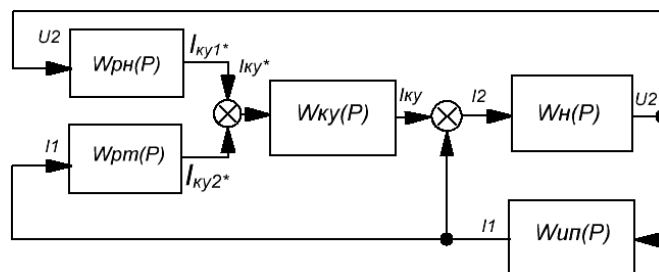 U2
Wрн(P)
Iку1*
Iку*
Wку(P)
Iку
I2
Wн(P)
U2
I1
Wрт(P)
Iку2*
I1
Wип(P)